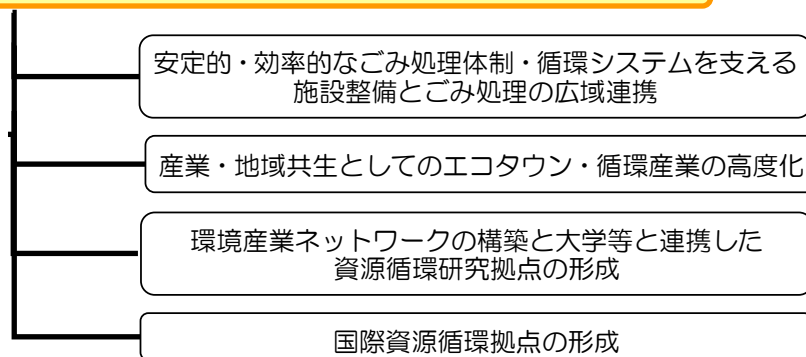 安定的・効率的なごみ処理体制・循環システムを支える
施設整備とごみ処理の広域連携
産業・地域共生としてのエコタウン・循環産業の高度化
環境産業ネットワークの構築と大学等と連携した
資源循環研究拠点の形成
国際資源循環拠点の形成